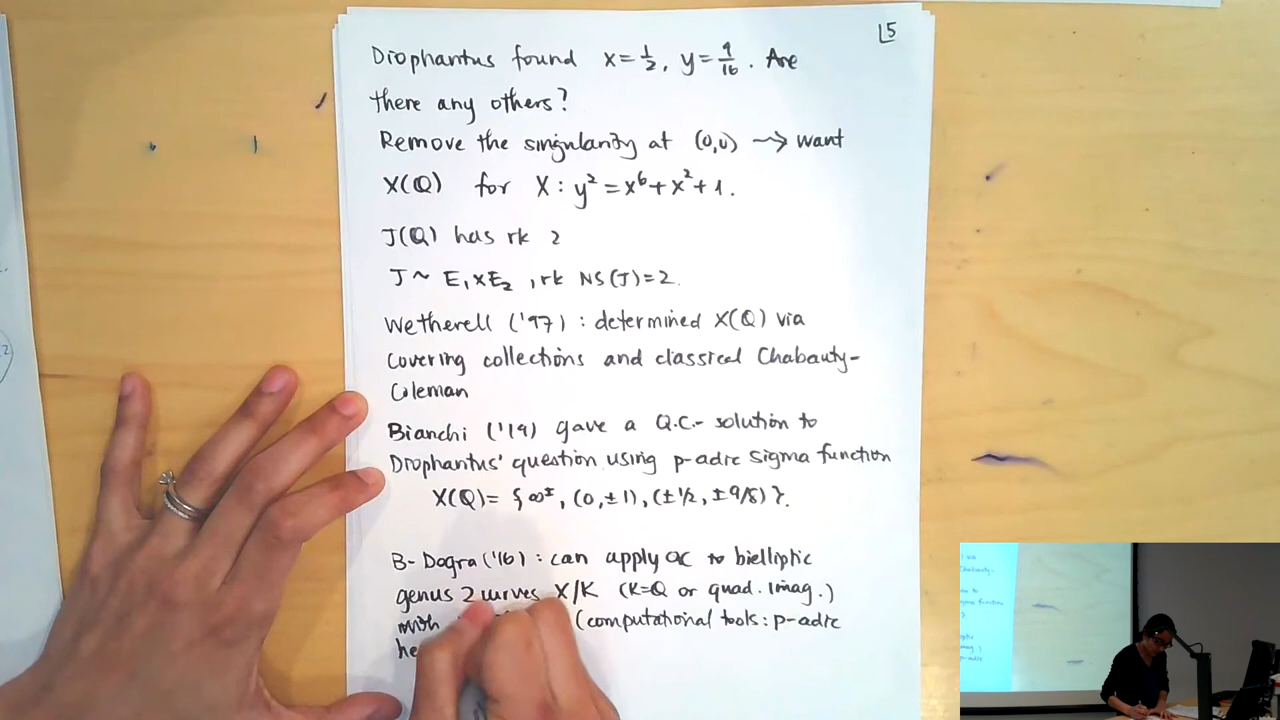 5
Diophantus found x=½, y=9/16. Are
there any others?
Remove the singularity at (0,0) ⇝ want
X(ℚ) for X: y²=x⁶+x²+1.
J(ℚ) has rk 2
J ~ E₁×E₂, rk NS(J)=2.
Wetherell ('97): determined X(ℚ) via
covering collections and classical Chabauty-
Coleman
Bianchi ('19) gave a Q.C.- solution to
Diophantus' question using p-adic sigma function
X(ℚ)= {∞^±, (0,±1), (±1/2, ±9/8)}.
B-Dogra ('16): can apply QC to bielliptic
genus 2 curves X/K (K=ℚ or quad. imag.)
with (computational tools: p-adic
he